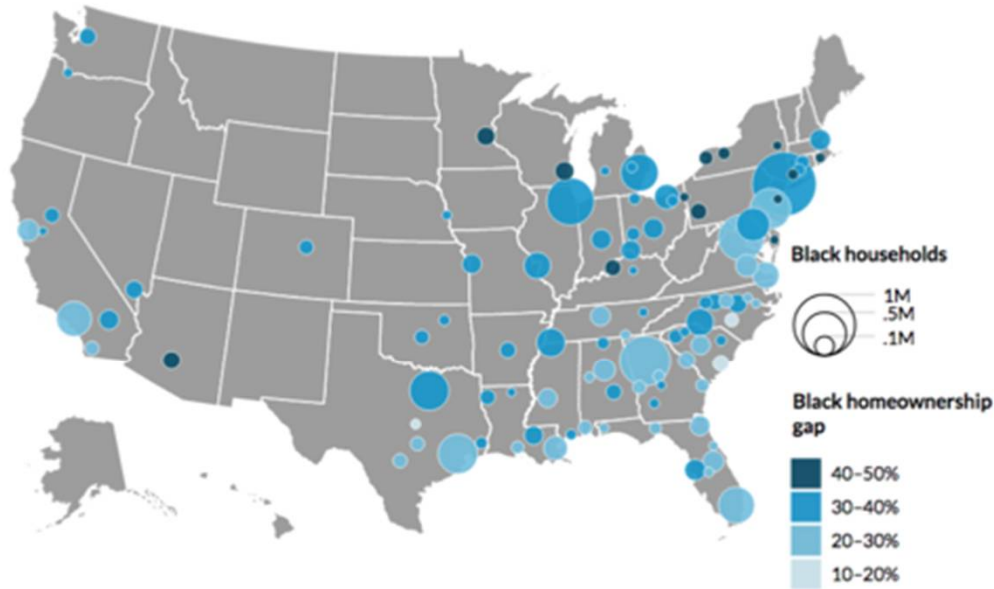 Black households
1M
.5M
.1M
Black homeownership
gap
40–50%
30–40%
20–30%
10–20%